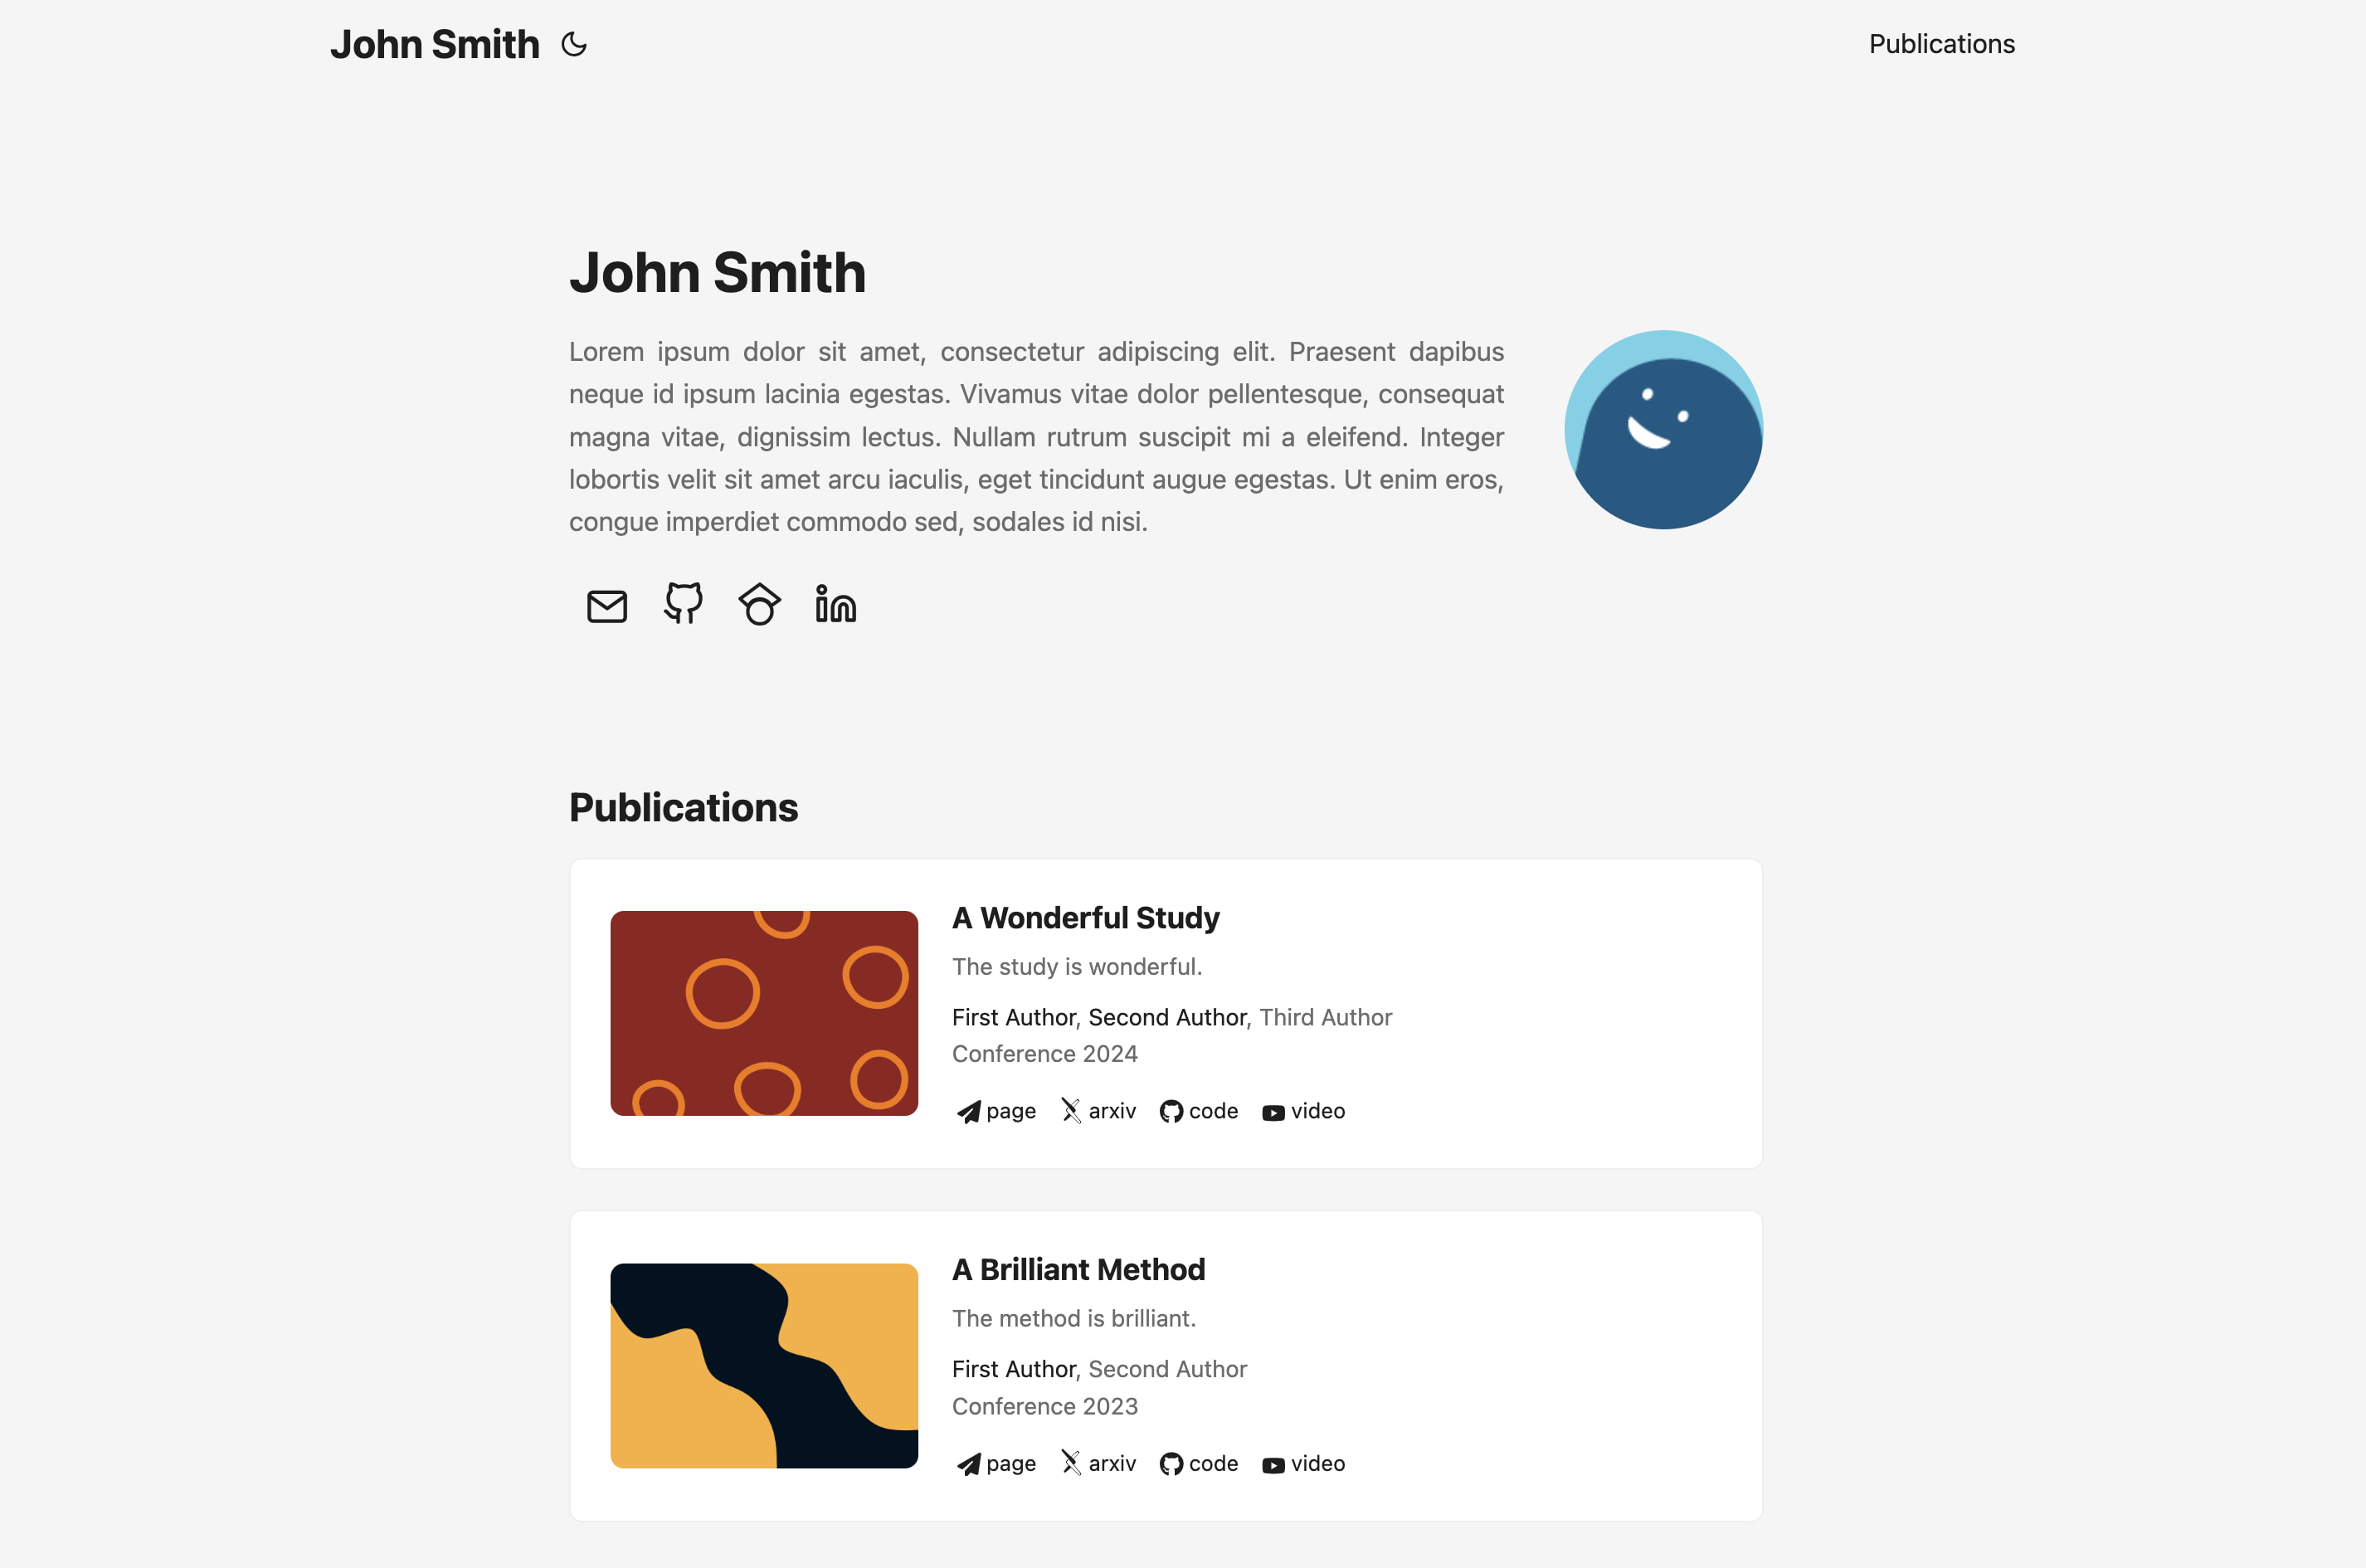 John Smith
Publications
John Smith
Lorem ipsum dolor sit amet, consectetur adipiscing elit. Praesent dapibus
neque id ipsum lacinia egestas. Vivamus vitae dolor pellentesque, consequat
magna vitae, dignissim lectus. Nullam rutrum suscipit mi a eleifend. Integer
lobortis velit sit amet arcu iaculis, eget tincidunt augue egestas. Ut enim eros,
congue imperdiet commodo sed, sodales id nisi.
Publications
A Wonderful Study
The study is wonderful.
First Author, Second Author, Third Author
Conference 2024
page arxiv code video
A Brilliant Method
The method is brilliant.
First Author, Second Author
Conference 2023
page arxiv code video